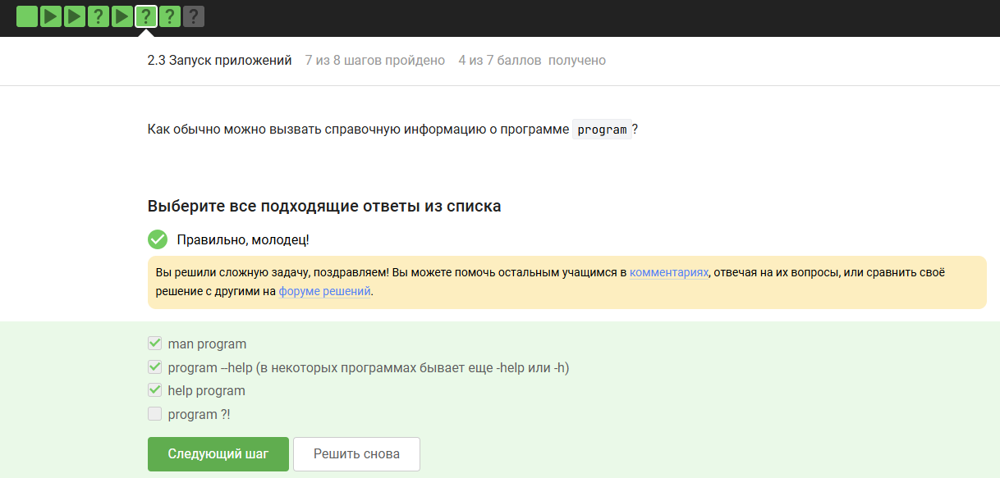 ? ? ? ?
2.3 Запуск приложений 7 из 8 шагов пройдено 4 из 7 баллов получено
Как обычно можно вызвать справочную информацию о программе program ?
Выберите все подходящие ответы из списка
Правильно, молодец!
Вы решили сложную задачу, поздравляем! Вы можете помочь остальным учащимся в комментариях, отвечая на их вопросы, или сравнить своё
решение с другими на форуме решений.
man program
program --help (в некоторых программах бывает еще -help или -h)
help program
program ?!
Следующий шаг Решить снова